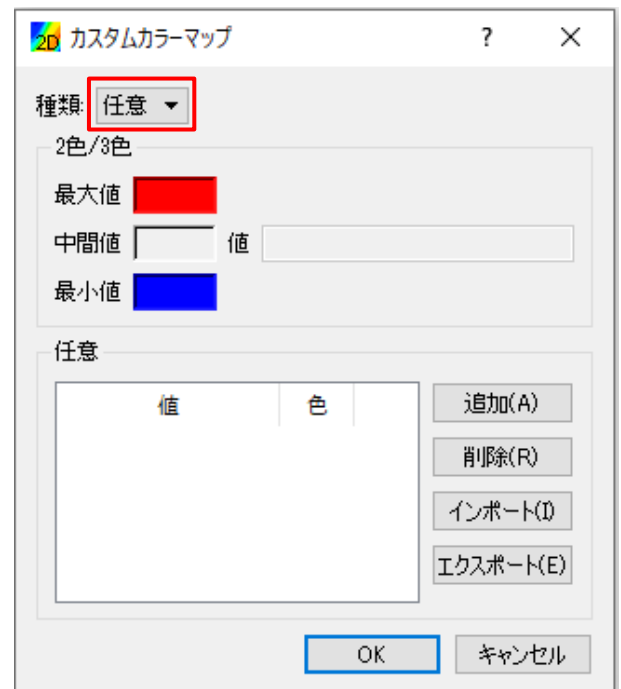 2D カスタムカラーマップ ? ×
種類: 任意
2色/3色
最大値
中間値 値
最小値
任意
値 色
追加(A)
削除(R)
インポート(I)
エクスポート(E)
OK キャンセル